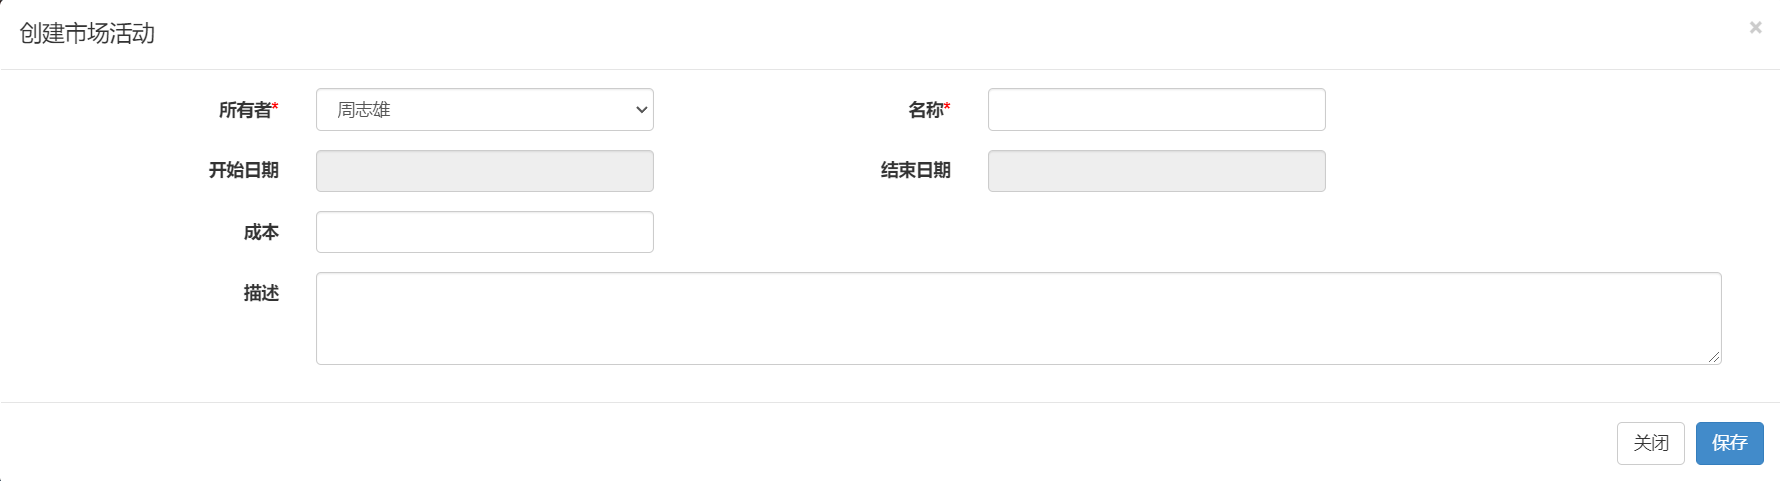 创建市场活动
×
所有者* 周志雄 名称*
开始日期 结束日期
成本
描述
关闭 保存